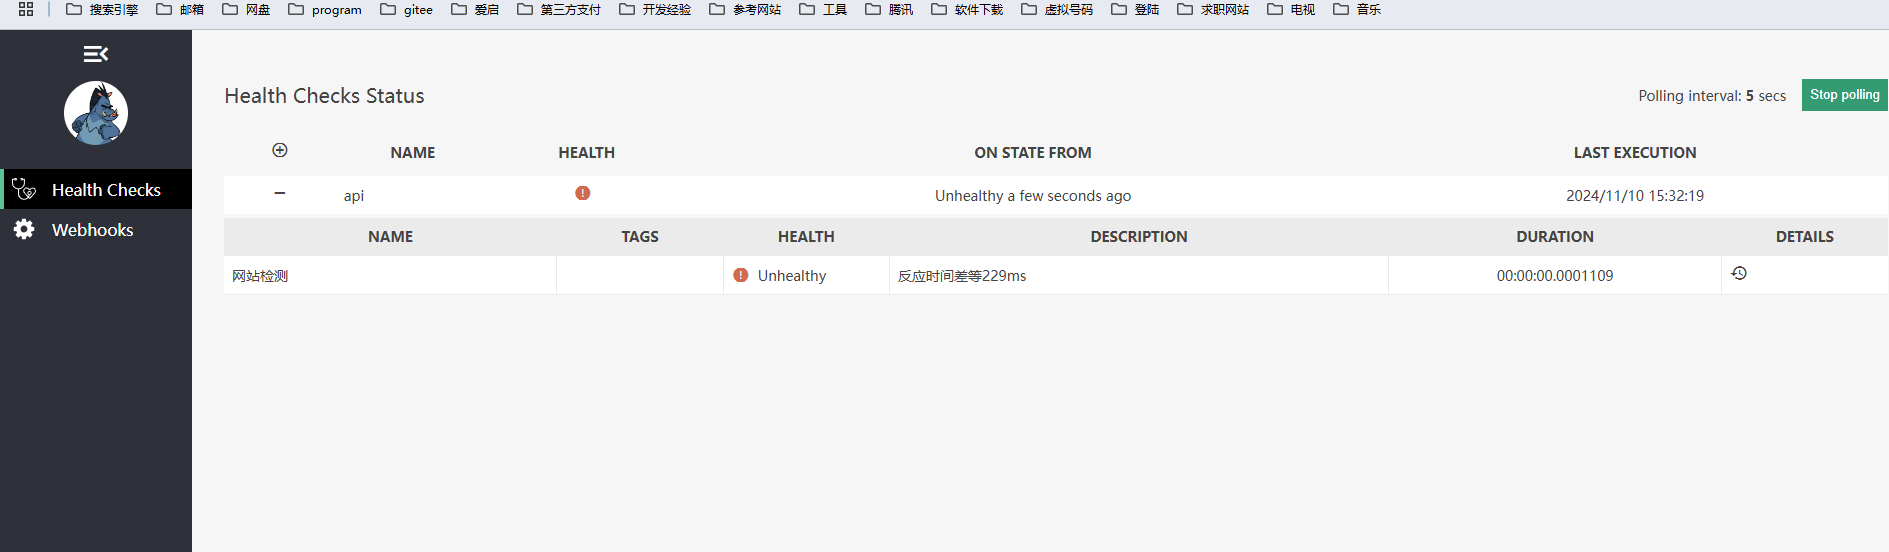 搜索引擎 邮箱 网盘 program gitee 爱启 第三方支付 开发经验 参考网站 工具 腾讯 软件下载 虚拟号码 登陆 求职网站 电视 音乐
Health Checks Status Polling interval: 5 secs Stop polling
NAME HEALTH ON STATE FROM LAST EXECUTION
Health Checks
api Unhealthy a few seconds ago 2024/11/10 15:32:19
Webhooks
NAME TAGS HEALTH DESCRIPTION DURATION DETAILS
网站检测 Unhealthy 反应时间差等229ms 00:00:00.0001109